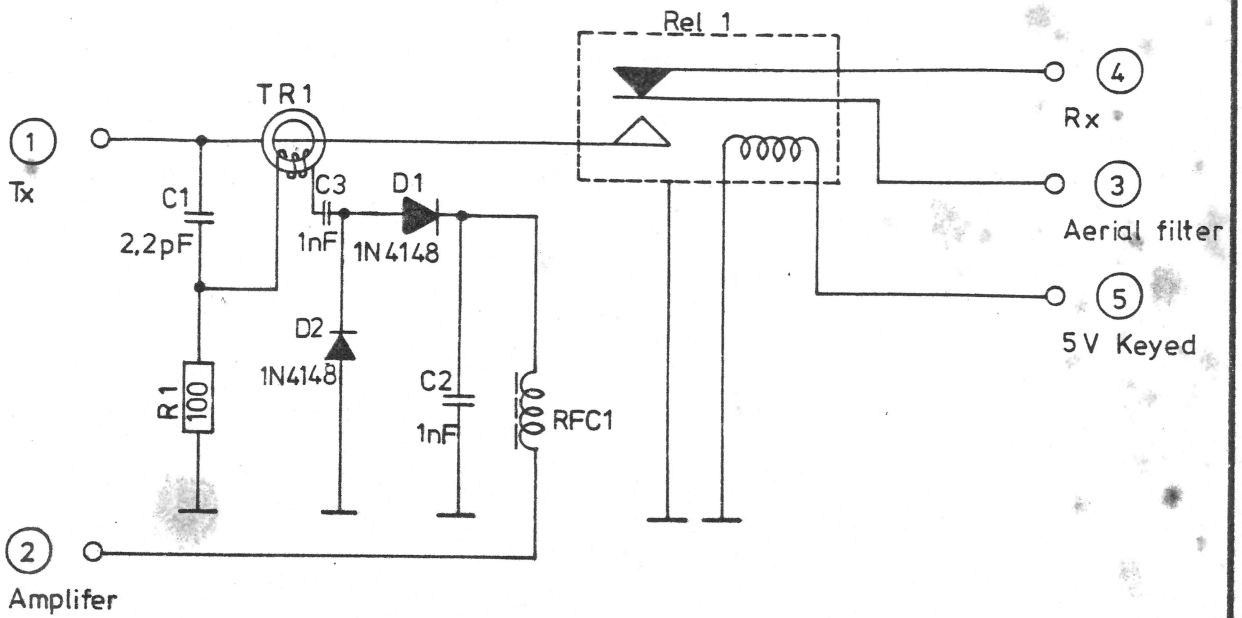 Rel 1
4
Rx
TR1
1
Tx
C1
2,2pF
C3
1nF
D1
1N4148
3
Aerial filter
5
5V Keyed
D2
1N4148
R1
100
C2
1nF
RFC1
2
Amplifer